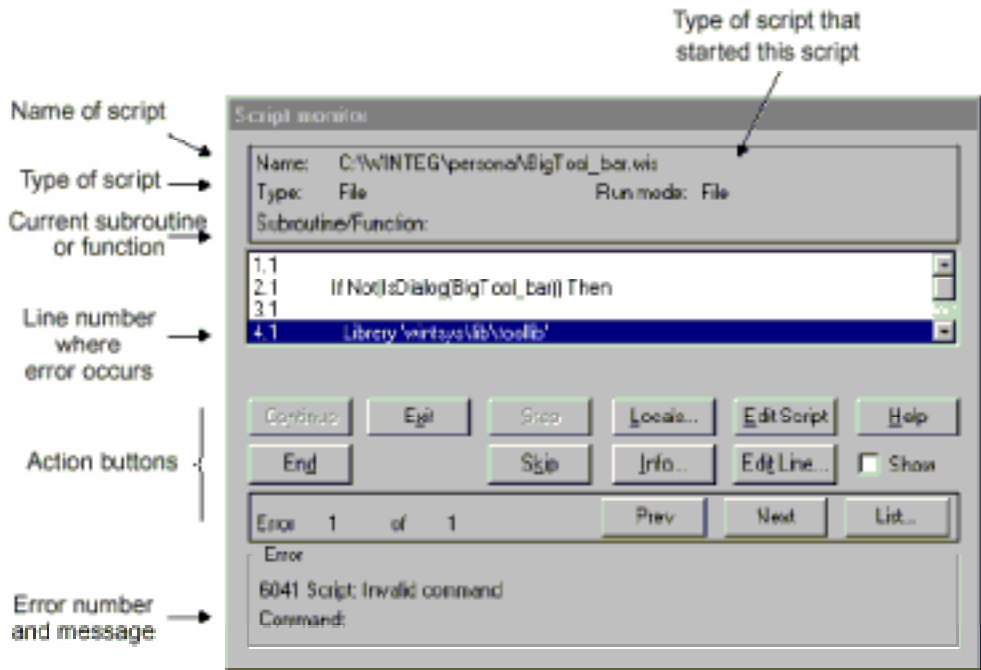 Type of script that
started this script
Name of script
Script monitor
Name: C:\WINTEG\personal\BigTool_bar.wis
Type of script
Type: File Run mode: File
Current subroutine
or function
Subroutine/Function:
1.1
2.1 If Not(IsDialog(BigTool_bar)) Then
3.1
4.1 Library 'wintsys\lib\toollib'
Line number
where
error occurs
Continue Exit Step Locals... Edit Script Help
Action buttons
End Skip Info... Edit Line... Show
Error 1 of 1 Prev Next List...
Error
6041 Script: Invalid command
Command:
Error number
and message